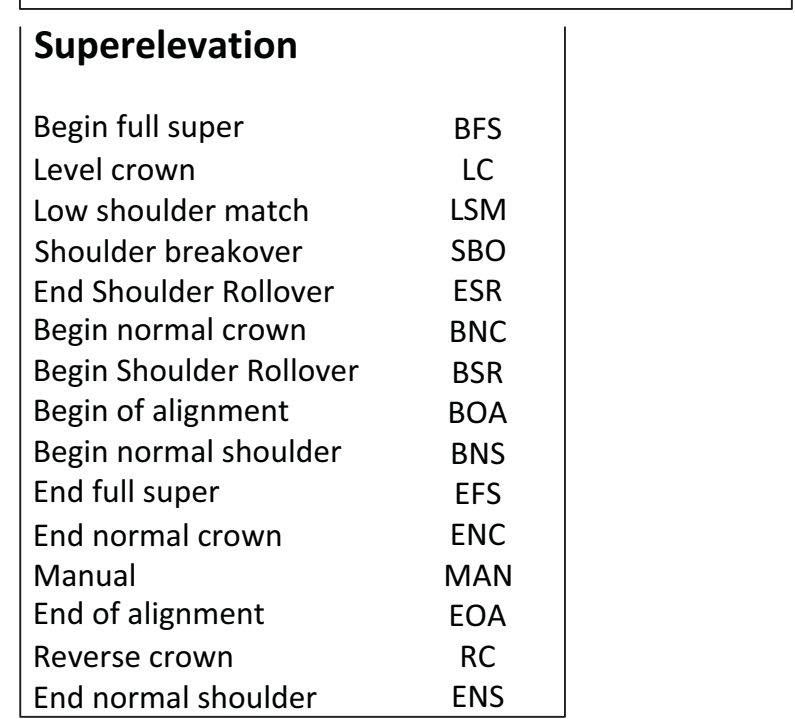 Superelevation
Begin full super BFS
Level crown LC
Low shoulder match LSM
Shoulder breakover SBO
End Shoulder Rollover ESR
Begin normal crown BNC
Begin Shoulder Rollover BSR
Begin of alignment BOA
Begin normal shoulder BNS
End full super EFS
End normal crown ENC
Manual MAN
End of alignment EOA
Reverse crown RC
End normal shoulder ENS